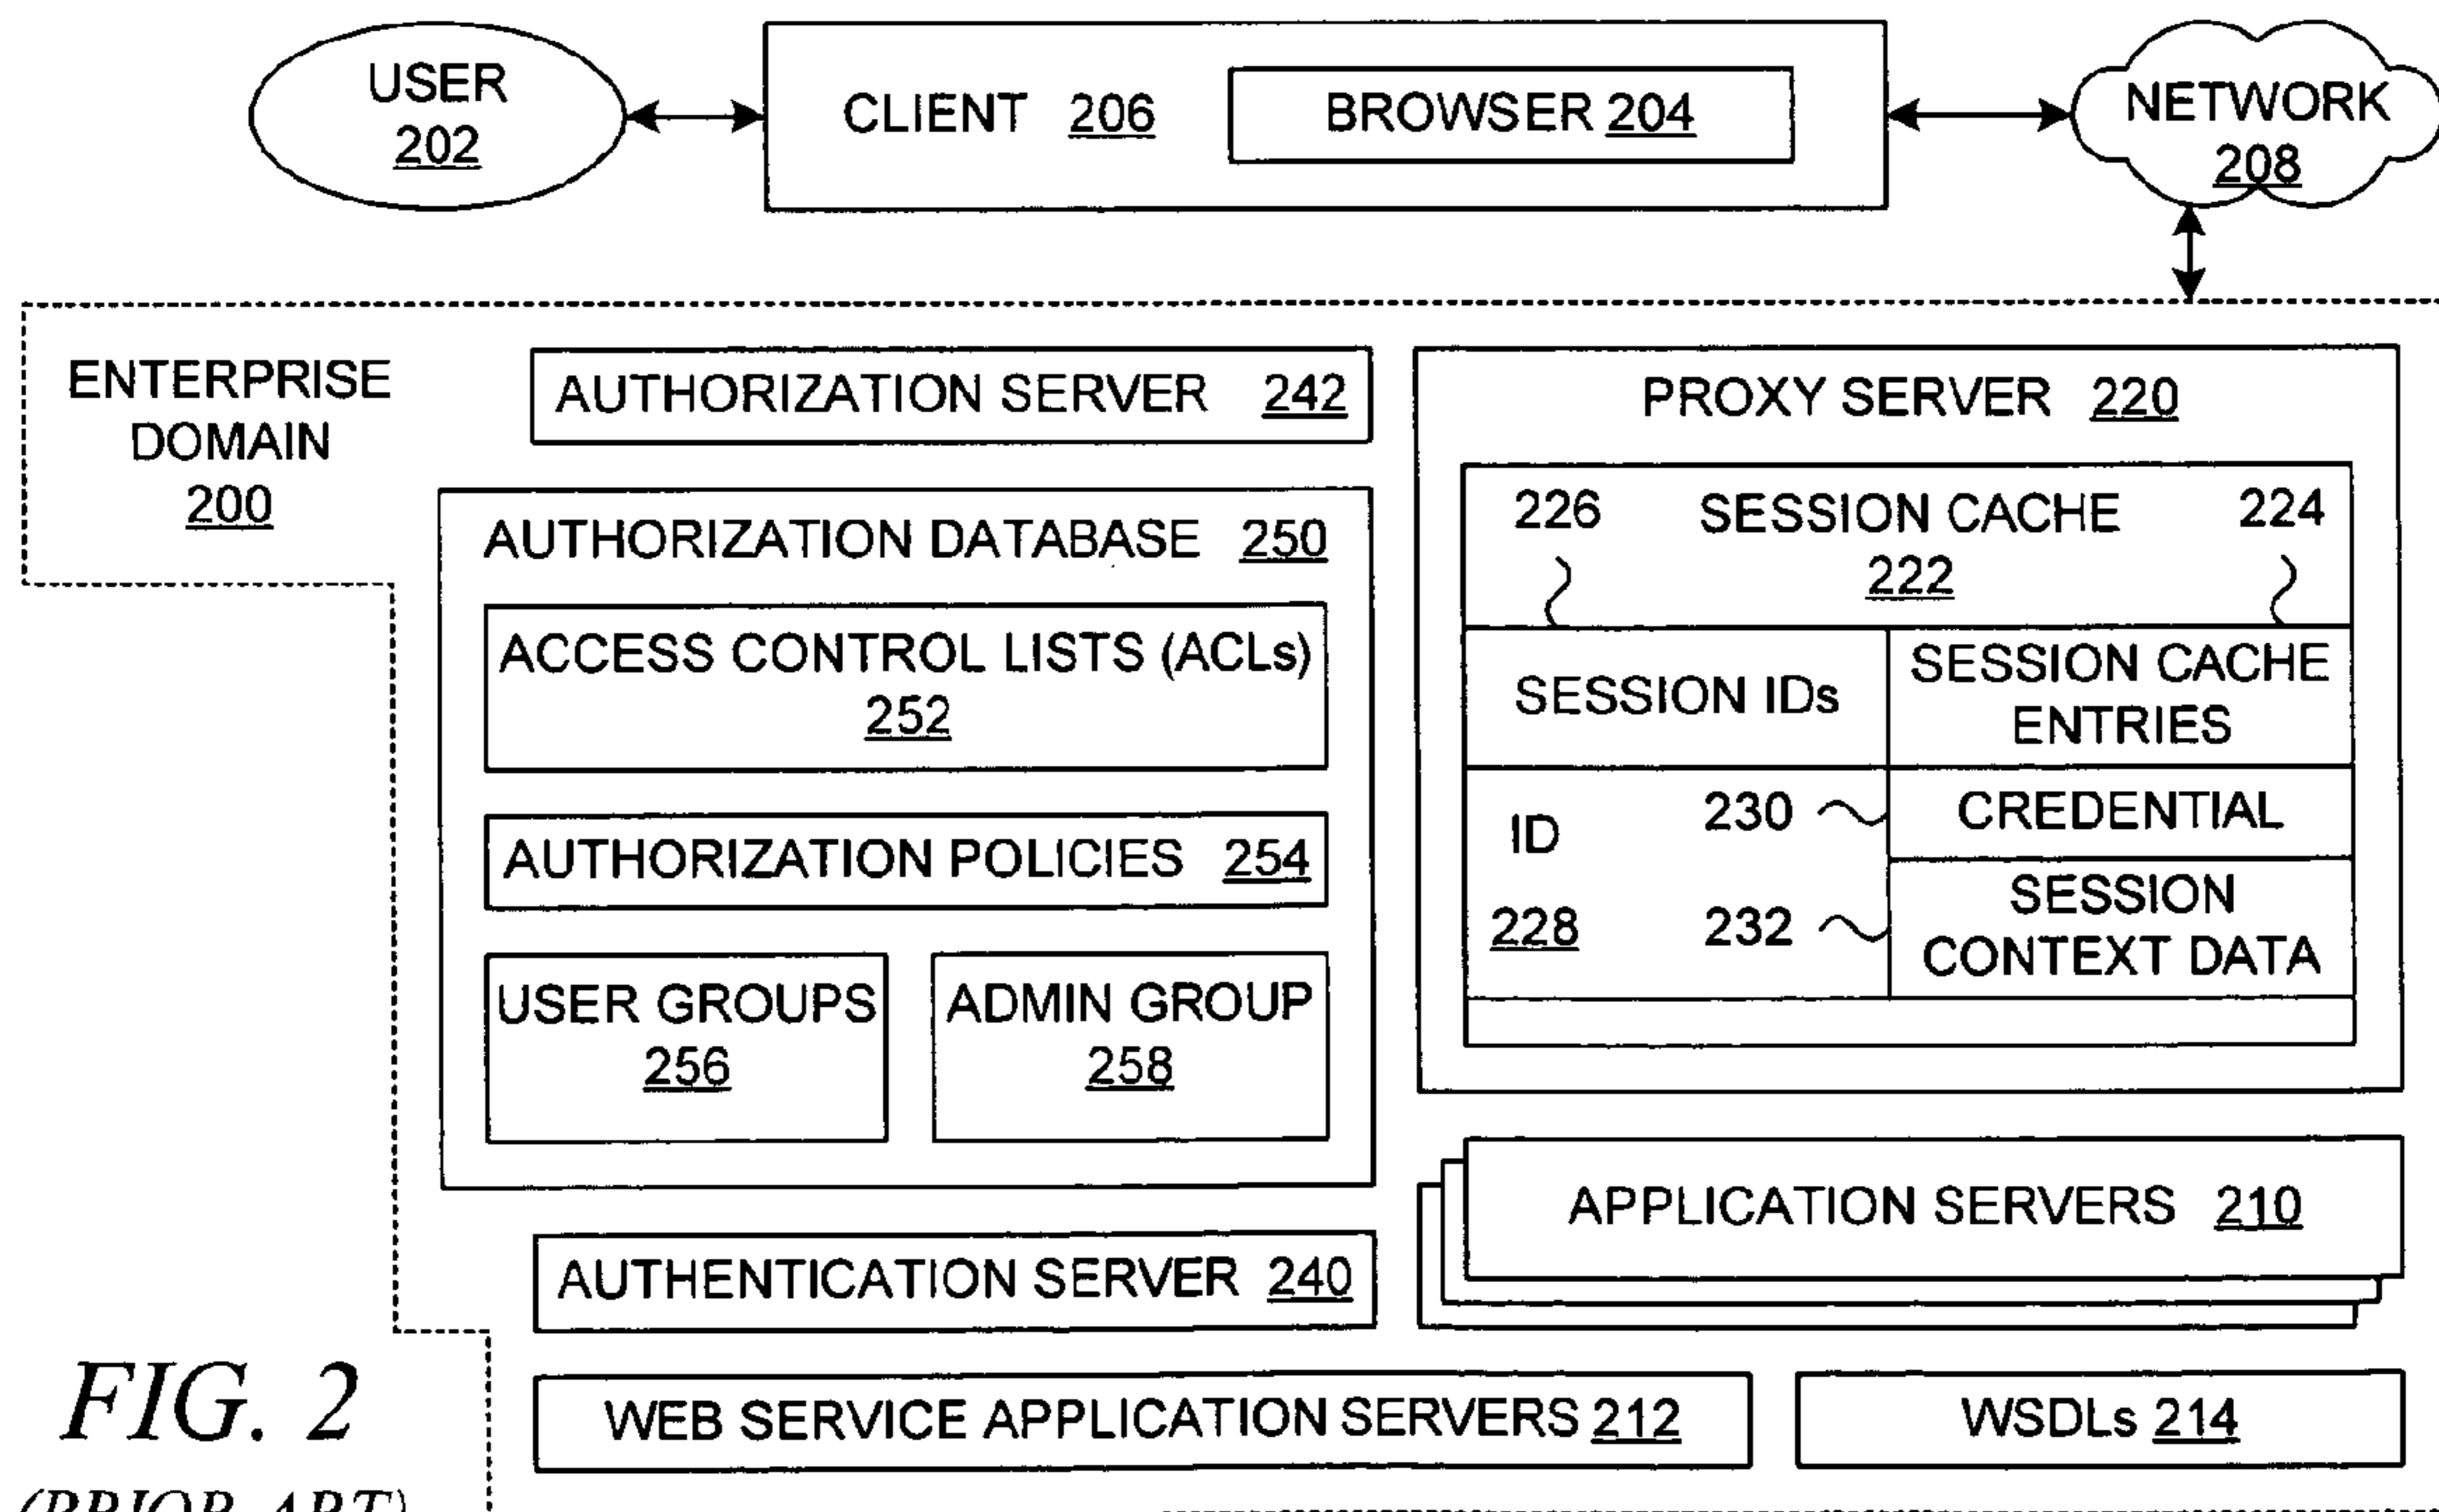 USER
202
CLIENT 206
BROWSER 204
NETWORK
208
ENTERPRISE
DOMAIN
200
AUTHORIZATION SERVER 242
AUTHORIZATION DATABASE 250
ACCESS CONTROL LISTS (ACLs)
252
AUTHORIZATION POLICIES 254
USER GROUPS
256
ADMIN GROUP
258
AUTHENTICATION SERVER 240
PROXY SERVER 220
226 SESSION CACHE 224
222
SESSION IDs
SESSION CACHE
ENTRIES
ID
228
230
CREDENTIAL
232
SESSION
CONTEXT DATA
APPLICATION SERVERS 210
WEB SERVICE APPLICATION SERVERS 212
WSDLs 214
FIG. 2
(PRIOR ART)